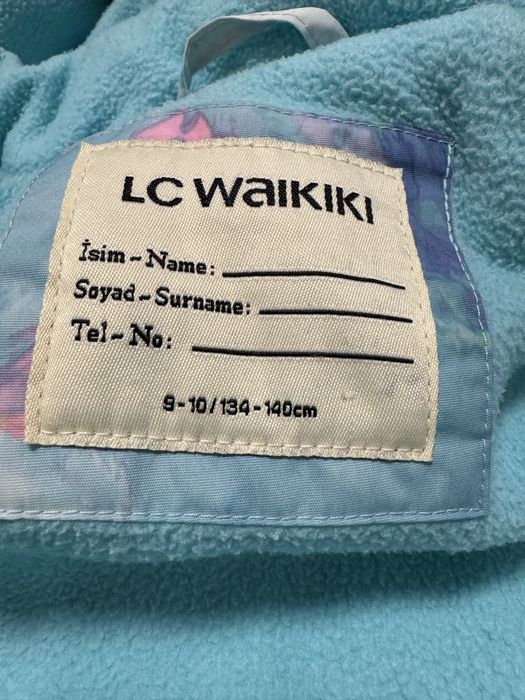 LC WAIKIKI
İsim~Name:
Soyad~Surname:
Tel~No:
9-10/134-140cm